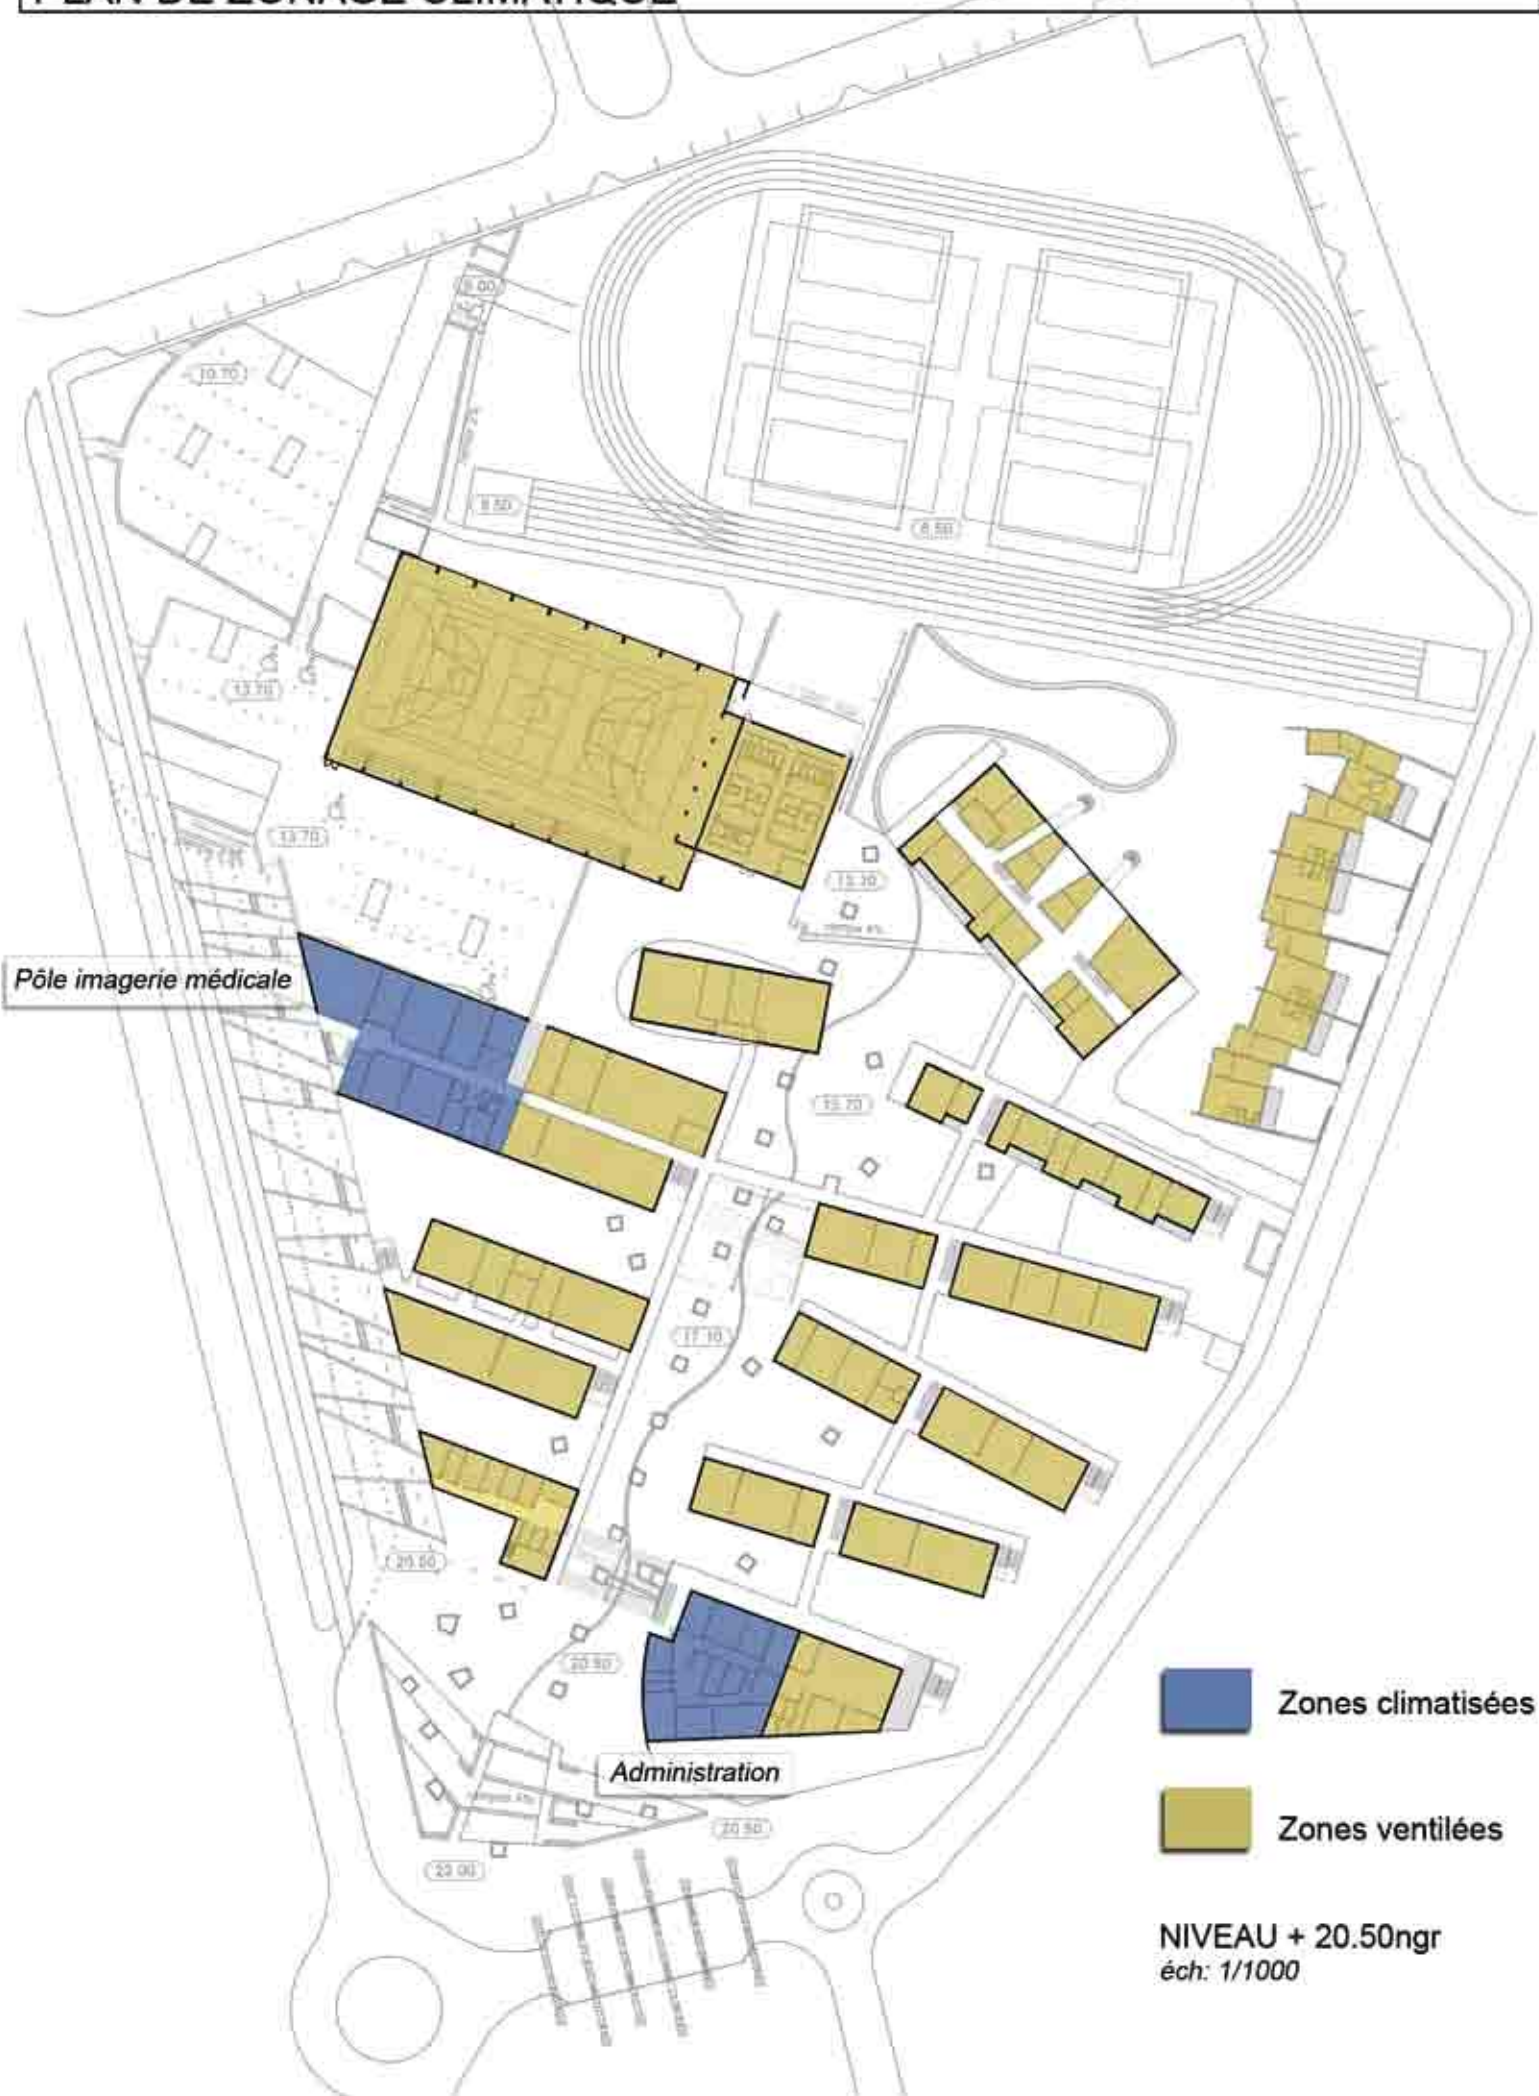 PLAN DE ZONAGE CLIMATIQUE
9.00
10.70
8.50
8.50
13.70
13.70
13.30
Pôle imagerie médicale
15.70
17.10
20.50
20.50
Zones climatisées
Administration
20.50
Zones ventilées
23.00
NIVEAU + 20.50ngr
éch: 1/1000